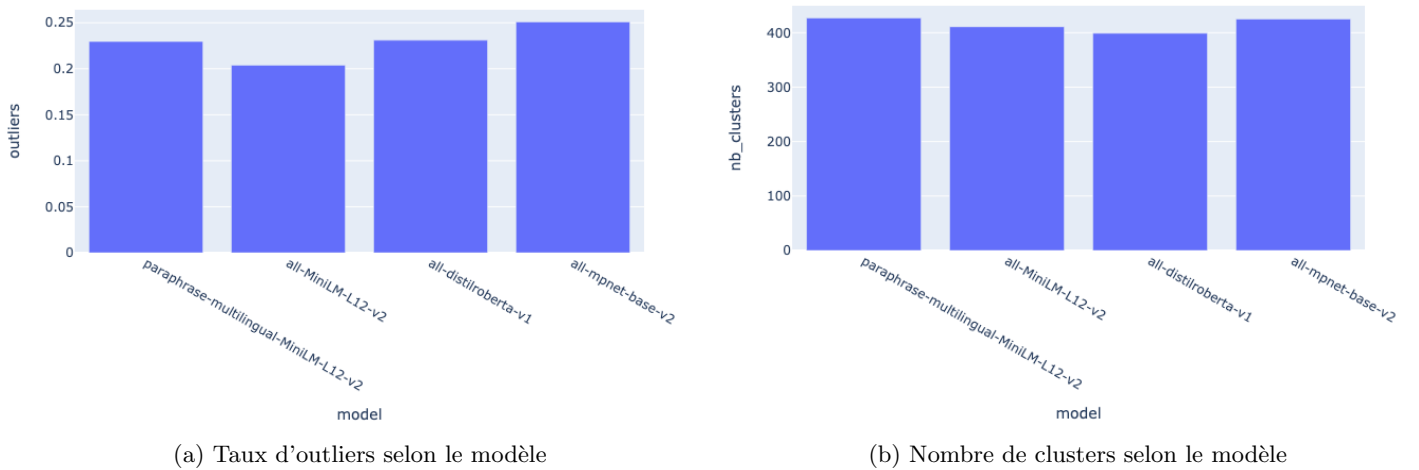 outliers
0.25
0.2
0.15
0.1
0.05
0
paraphrase-multilingual-MiniLM-L12-v2
all-MiniLM-L12-v2
all-distilroberta-v1
all-mpnet-base-v2
model
(a) Taux d'outliers selon le modèle
nb_clusters
400
300
200
100
0
paraphrase-multilingual-MiniLM-L12-v2
all-MiniLM-L12-v2
all-distilroberta-v1
all-mpnet-base-v2
model
(b) Nombre de clusters selon le modèle